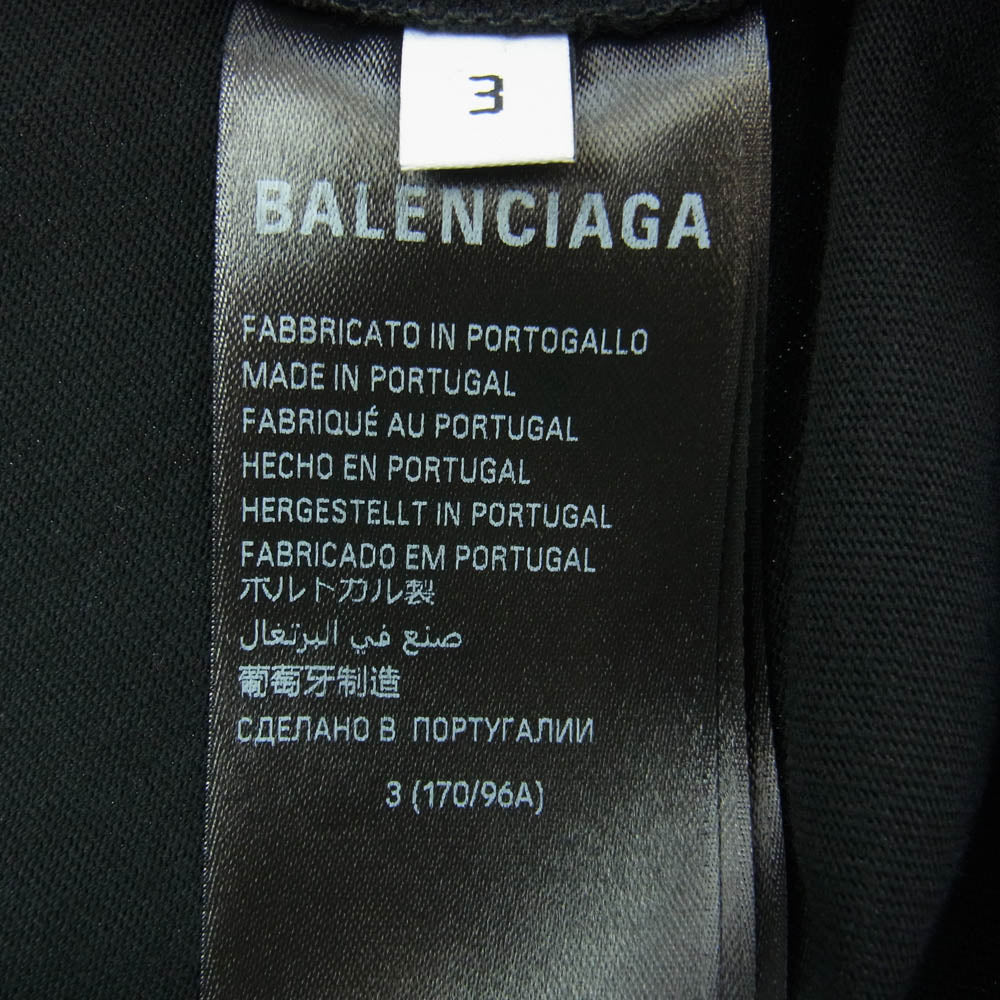 3
BALENCIAGA
FABBRICATO IN PORTOGALLO
MADE IN PORTUGAL
FABRIQUÉ AU PORTUGAL
HECHO EN PORTUGAL
HERGESTELLT IN PORTUGAL
FABRICADO EM PORTUGAL
ポルトガル製
صنع في البرتغال
葡萄牙制造
СДЕЛАНО В ПОРТУГАЛИИ
3 (170/96A)